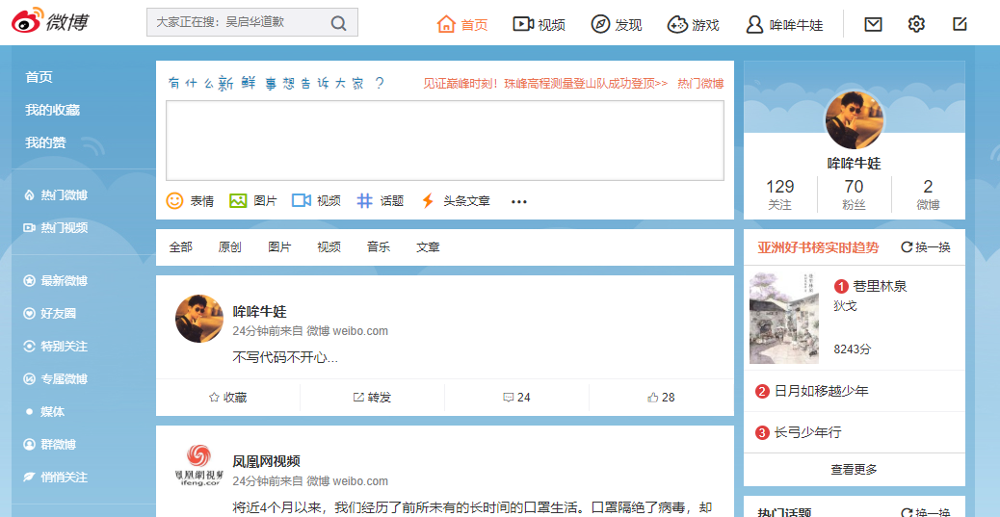 微博
大家正在搜：吴启华道歉
首页
视频
发现
游戏
哞哞牛娃
首页
我的收藏
我的赞
热门微博
热门视频
最新微博
好友圈
特别关注
专属微博
媒体
群微博
悄悄关注
有什么新鲜事想告诉大家？
见证巅峰时刻！珠峰高程测量登山队成功登顶>> 热门微博
表情 图片 视频 话题 头条文章
全部 原创 图片 视频 音乐 文章
哞哞牛娃
24分钟前来自 微博 weibo.com
不写代码不开心...
收藏 转发 24 28
凤凰网视频
鳳凰網視頻
ifeng.com
24分钟前来自 微博 weibo.com
将近4个月以来，我们经历了前所未有的长时间的口罩生活。口罩隔绝了病毒，却
哞哞牛娃
129 70 2
关注 粉丝 微博
亚洲好书榜实时趋势 换一换
1 巷里林泉
狄戈
8243分
2 日月如移越少年
3 长弓少年行
查看更多
热门话题 换一换